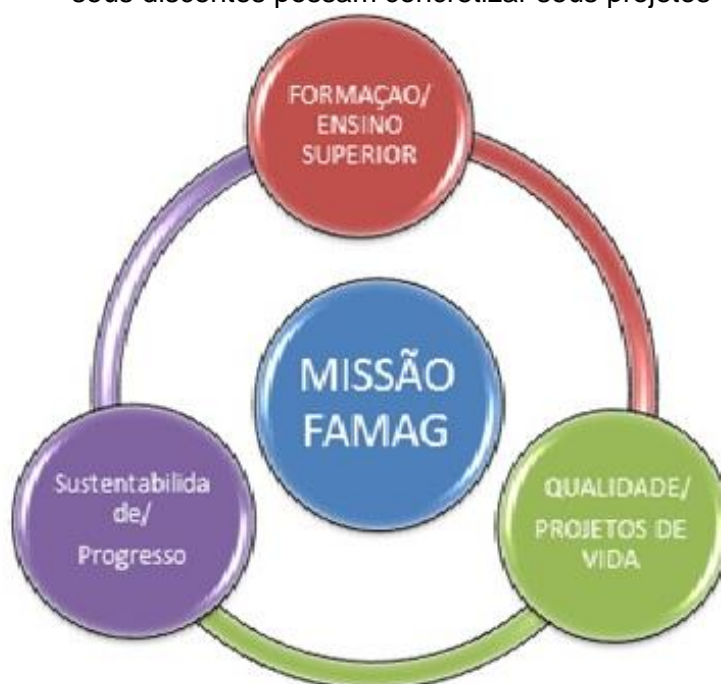 seus discentes possam concretizar seus projetos
FORMAÇAO/
ENSINO
SUPERIOR
MISSÃO
FAMAG
Sustentabilida
de/
Progresso
QUALIDADE/
PROJETOS DE
VIDA